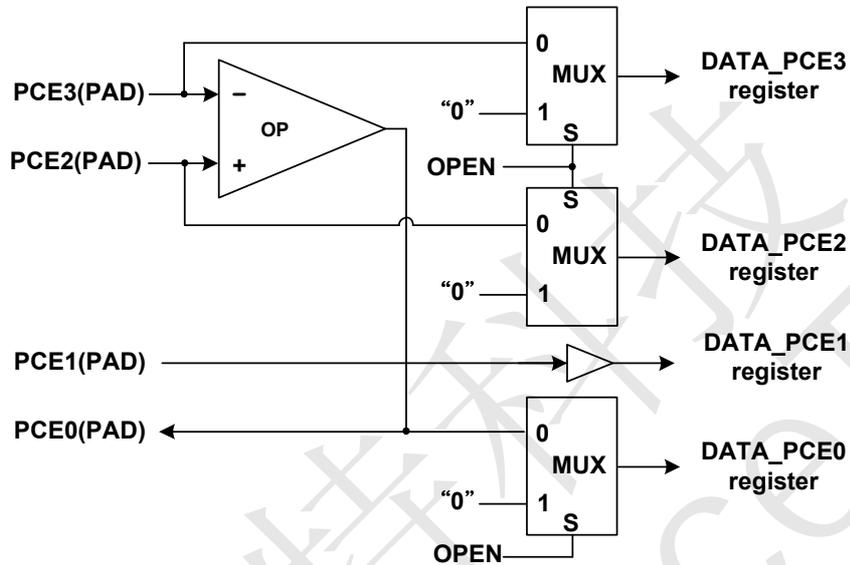 0
MUX
DATA_PCE3
register
PCE3(PAD)
−
OP
“0”
1
S
PCE2(PAD)
+
OPEN
S
0
MUX
DATA_PCE2
register
“0”
1
PCE1(PAD)
DATA_PCE1
register
PCE0(PAD)
0
MUX
DATA_PCE0
register
“0”
1
S
OPEN